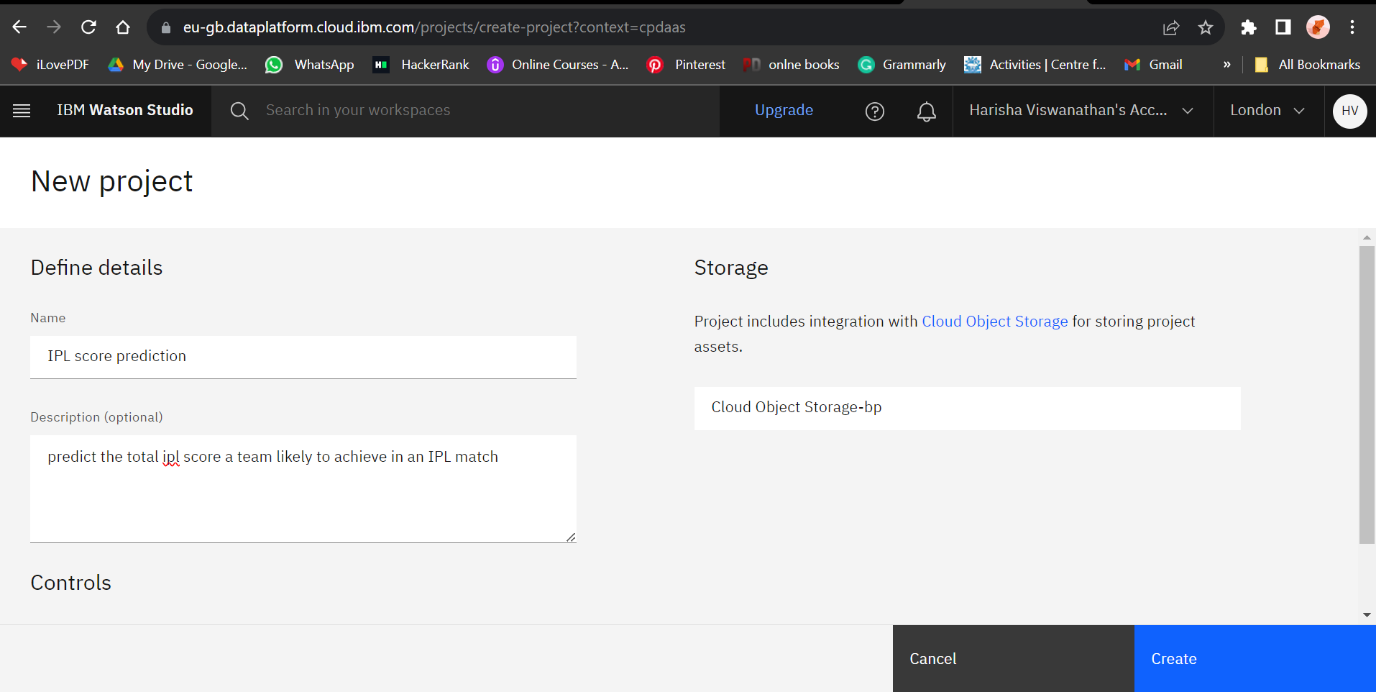 eu-gb.dataplatform.cloud.ibm.com/projects/create-project?context=cpdaas
iLovePDF My Drive - Google... WhatsApp HackerRank Online Courses - A... Pinterest onlne books Grammarly Activities | Centre f... Gmail » All Bookmarks
IBM Watson Studio Search in your workspaces Upgrade Harisha Viswanathan's Acc... London HV
New project
Define details
Name
IPL score prediction
Description (optional)
predict the total ipl score a team likely to achieve in an IPL match
Controls
Storage
Project includes integration with Cloud Object Storage for storing project
assets.
Cloud Object Storage-bp
Cancel Create